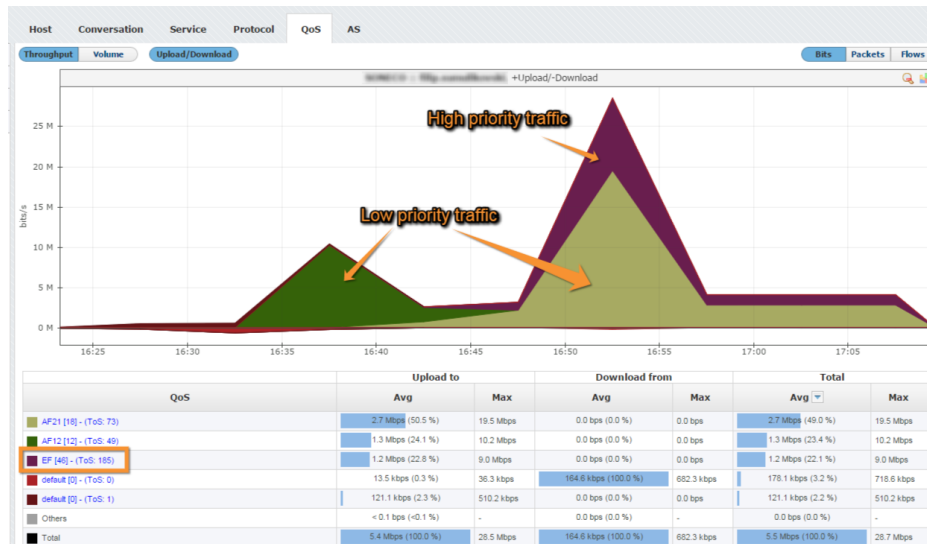 Host Conversation Service Protocol QoS AS
Throughput Volume Upload/Download Bits Packets Flows
+Upload/-Download
High priority traffic
Low priority traffic
bits/s
25 M
20 M
15 M
10 M
5 M
0 M
16:25 16:30 16:35 16:40 16:45 16:50 16:55 17:00 17:05
Upload to Download from Total
QoS Avg Max Avg Max Avg Max
AF21 [18] - (ToS: 73) 2.7 Mbps (50.5 %) 19.5 Mbps 0.0 bps (0.0 %) 0.0 bps 2.7 Mbps (49.0 %) 19.5 Mbps
AF12 [12] - (ToS: 49) 1.3 Mbps (24.1 %) 10.2 Mbps 0.0 bps (0.0 %) 0.0 bps 1.3 Mbps (23.4 %) 10.2 Mbps
EF [46] - (ToS: 185) 1.2 Mbps (22.8 %) 9.0 Mbps 0.0 bps (0.0 %) 0.0 bps 1.2 Mbps (22.1 %) 9.0 Mbps
default [0] - (ToS: 0) 13.5 kbps (0.3 %) 36.3 kbps 164.6 kbps (100.0 %) 682.3 kbps 178.1 kbps (3.2 %) 718.6 kbps
default [0] - (ToS: 1) 121.1 kbps (2.3 %) 510.2 kbps 0.0 bps (0.0 %) 0.0 bps 121.1 kbps (2.2 %) 510.2 kbps
Others < 0.1 bps (<0.1 %) - 0.0 bps (0.0 %) - 0.0 bps (0.0 %) -
Total 5.4 Mbps (100.0 %) 28.5 Mbps 164.6 kbps (100.0 %) 682.3 kbps 5.5 Mbps (100.0 %) 28.7 Mbps